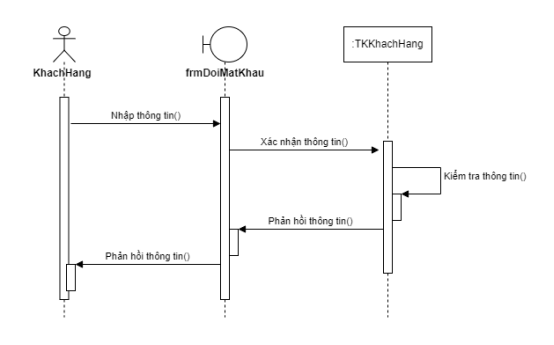 :TKKhachHang
KhachHang
frmDoiMatKhau
Nhập thông tin()
Xác nhận thông tin()
Kiểm tra thông tin()
Phản hồi thông tin()
Phản hồi thông tin()